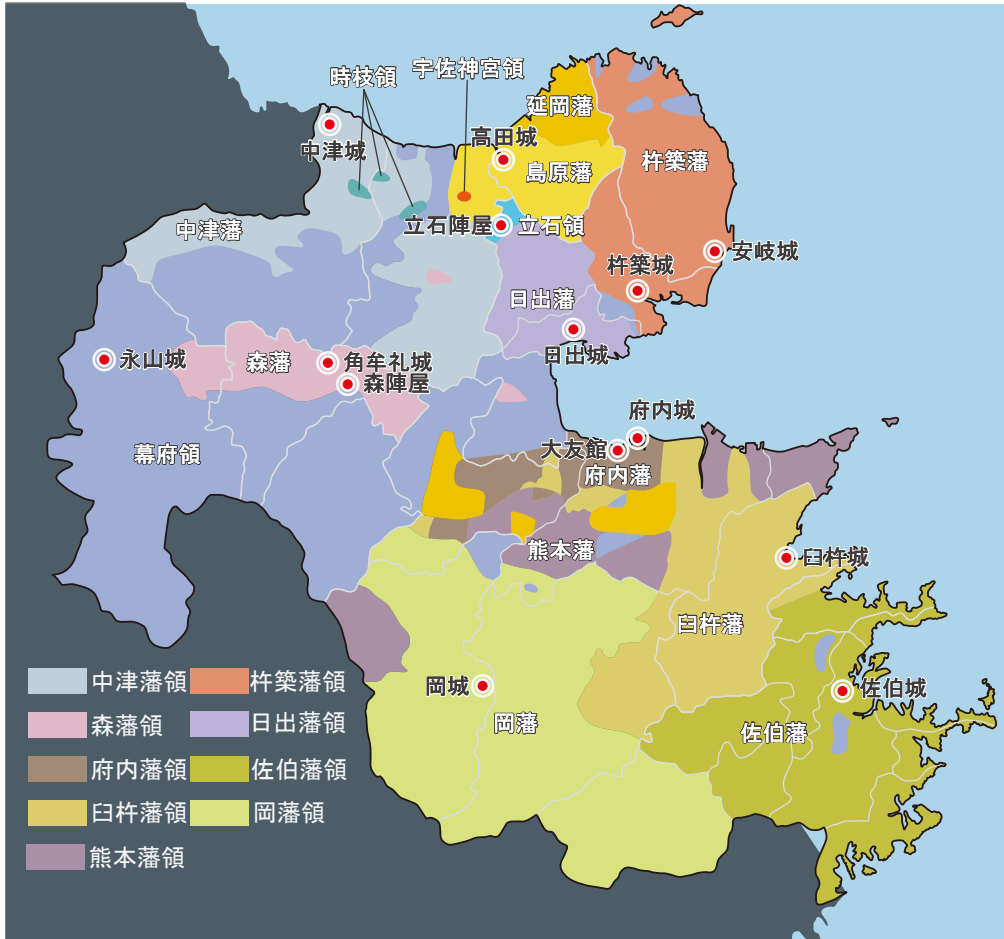 時枝領
宇佐神宮領
延岡藩
中津城
高田城
島原藩
杵築藩
中津藩
立石陣屋
立石領
安岐城
杵築城
日出藩
永山城
森藩
角牟礼城
森陣屋
日出城
幕府領
府内城
大友館
府内藩
熊本藩
臼杵城
臼杵藩
岡城
岡藩
佐伯城
佐伯藩
中津藩領
杵築藩領
森藩領
日出藩領
府内藩領
佐伯藩領
臼杵藩領
岡藩領
熊本藩領